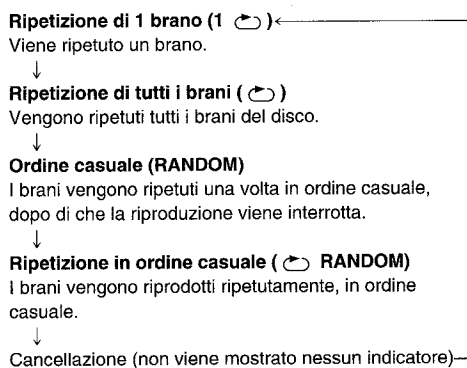 Ripetizione di 1 brano (1 ⟳)
Viene ripetuto un brano.
Ripetizione di tutti i brani (⟳)
Vengono ripetuti tutti i brani del disco.
Ordine casuale (RANDOM)
I brani vengono ripetuti una volta in ordine casuale,
dopo di che la riproduzione viene interrotta.
Ripetizione in ordine casuale (⟳ RANDOM)
I brani vengono riprodotti ripetutamente, in ordine
casuale.
Cancellazione (non viene mostrato nessun indicatore)